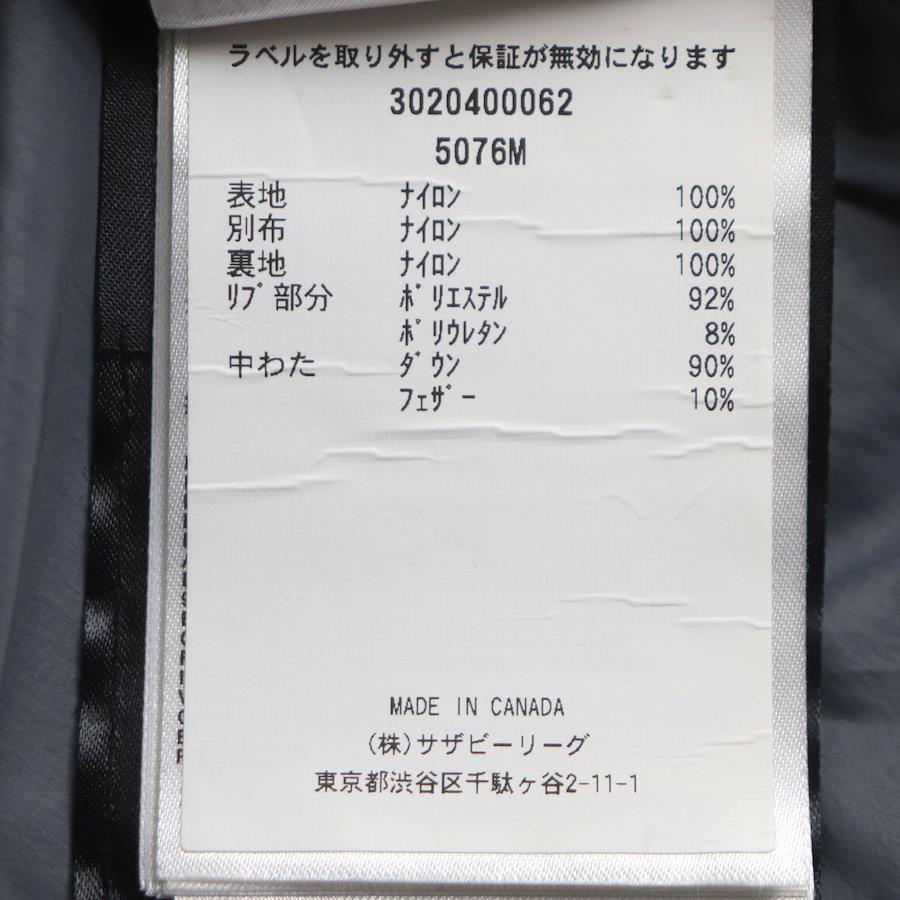 ラベルを取り外すと保証が無効になります
3020400062
5076M
表地 ﾅｲﾛﾝ 100%
別布 ﾅｲﾛﾝ 100%
裏地 ﾅｲﾛﾝ 100%
ﾘﾌﾞ部分 ﾎﾟﾘｴｽﾃﾙ 92%
ﾎﾟﾘｳﾚﾀﾝ 8%
中わた ﾀﾞｳﾝ 90%
ﾌｪｻﾞｰ 10%
MADE IN CANADA
(株)サザビーリーグ
東京都渋谷区千駄ヶ谷2-11-1